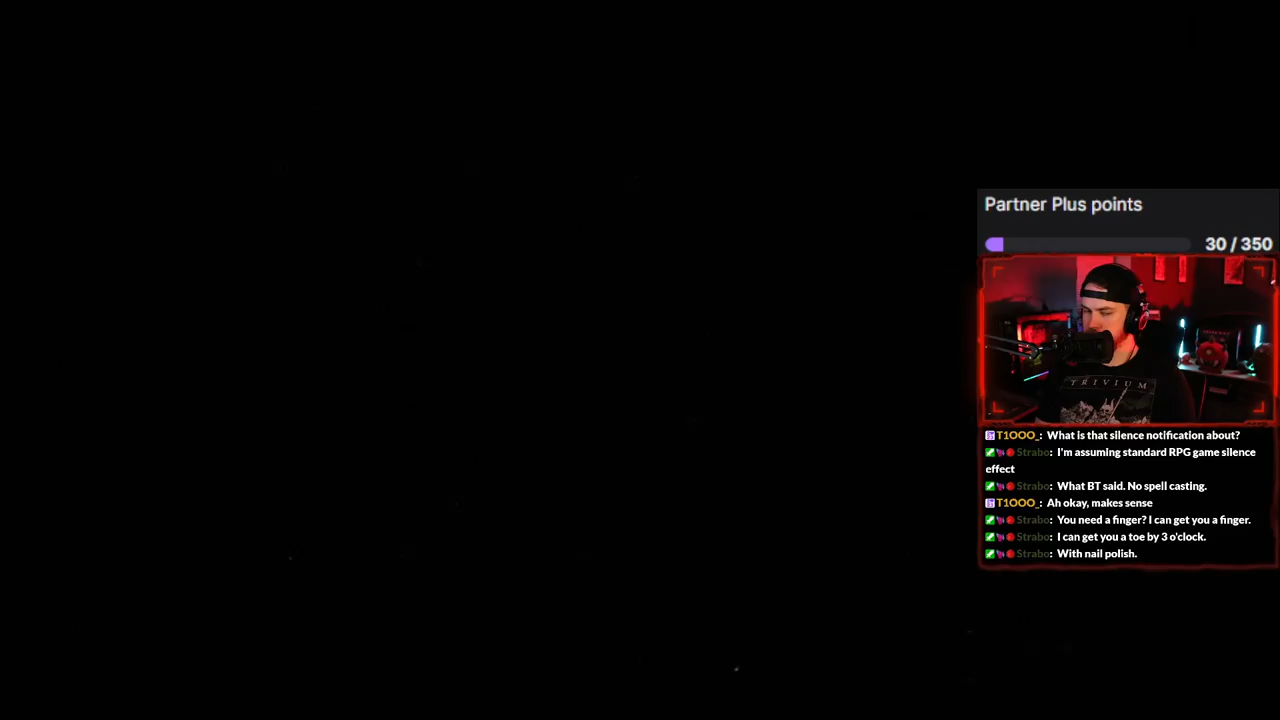 Partner Plus points
30 / 350
TRIVIUM
T1OOO_: What is that silence notification about?
Strabo: I'm assuming standard RPG game silence
effect
Strabo: What BT said. No spell casting.
T1OOO_: Ah okay, makes sense
Strabo: You need a finger? I can get you a finger.
Strabo: I can get you a toe by 3 o'clock.
Strabo: With nail polish.